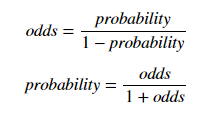 odds = probability / 1 − probability
probability = odds / 1 + odds